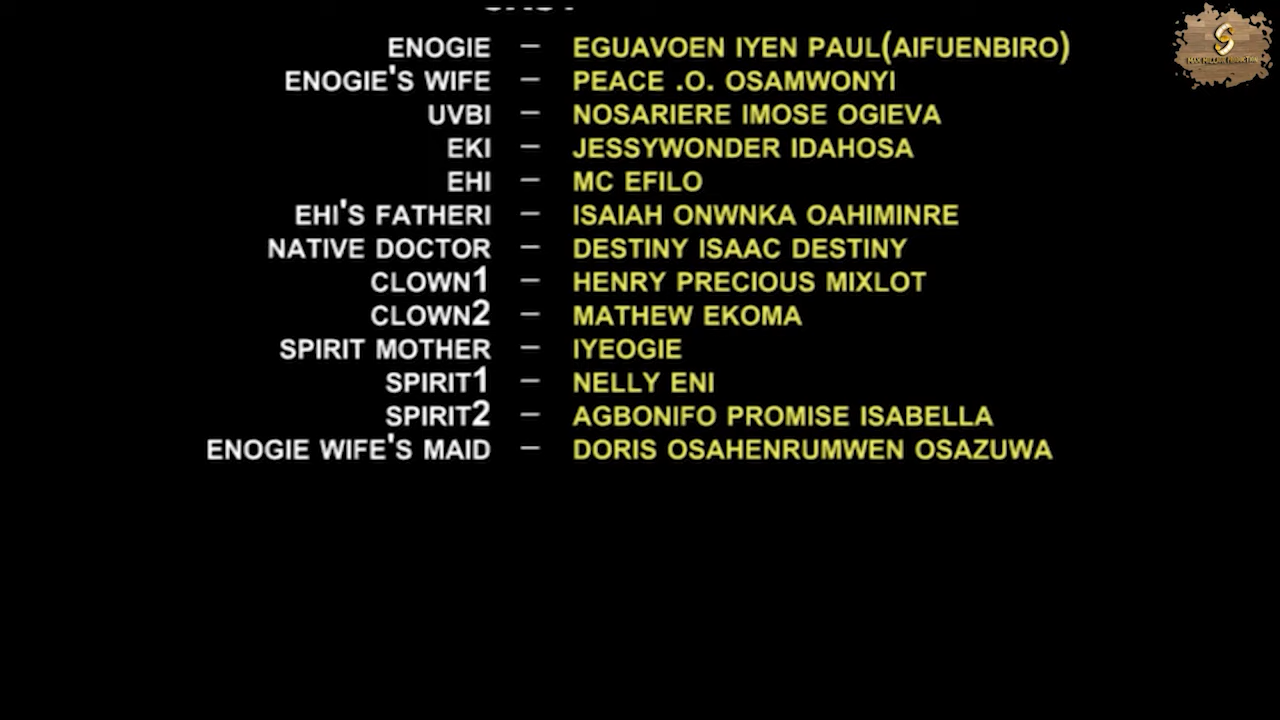 ENOGIE – EGUAVOEN IYEN PAUL(AIFUENBIRO)
ENOGIE'S WIFE – PEACE .O. OSAMWONYI
UVBI – NOSARIERE IMOSE OGIEVA
EKI – JESSYWONDER IDAHOSA
EHI – MC EFILO
EHI'S FATHERI – ISAIAH ONWNKA OAHIMINRE
NATIVE DOCTOR – DESTINY ISAAC DESTINY
CLOWN1 – HENRY PRECIOUS MIXLOT
CLOWN2 – MATHEW EKOMA
SPIRIT MOTHER – IYEOGIE
SPIRIT1 – NELLY ENI
SPIRIT2 – AGBONIFO PROMISE ISABELLA
ENOGIE WIFE'S MAID – DORIS OSAHENRUMWEN OSAZUWA